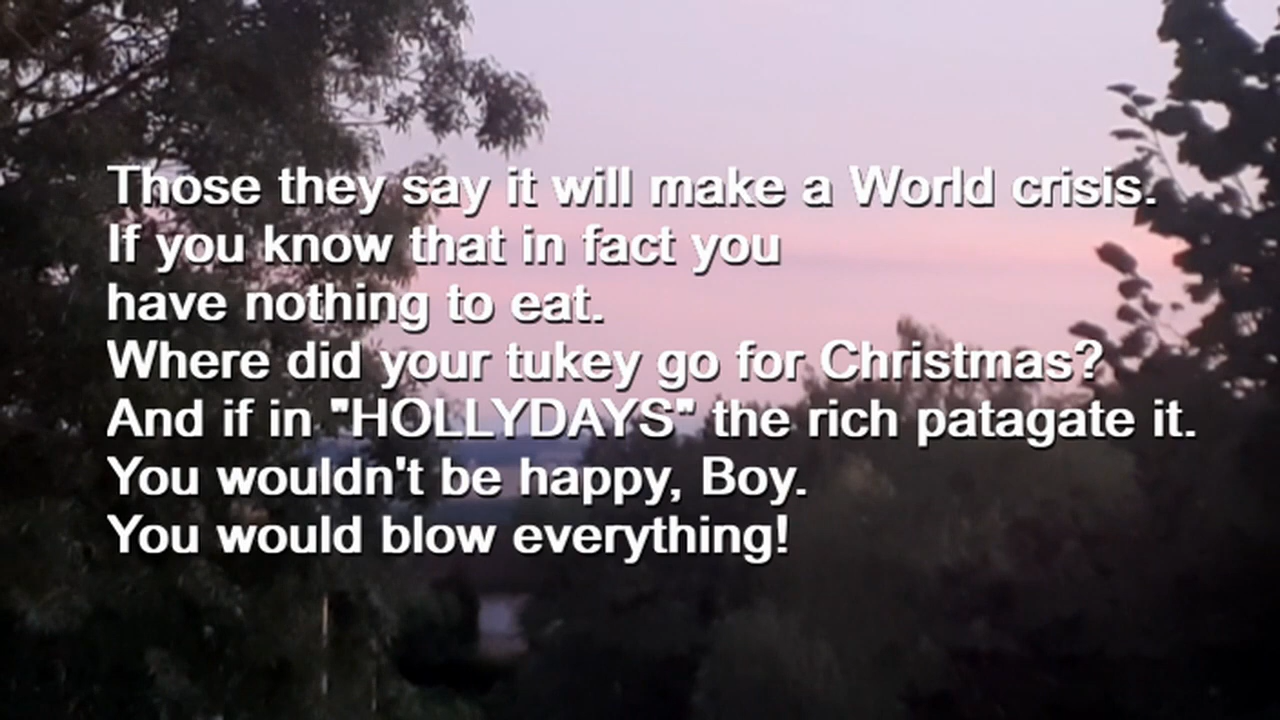 Those they say it will make a World crisis.
If you know that in fact you
have nothing to eat.
Where did your tukey go for Christmas?
And if in "HOLLYDAYS" the rich patagate it.
You wouldn't be happy, Boy.
You would blow everything!